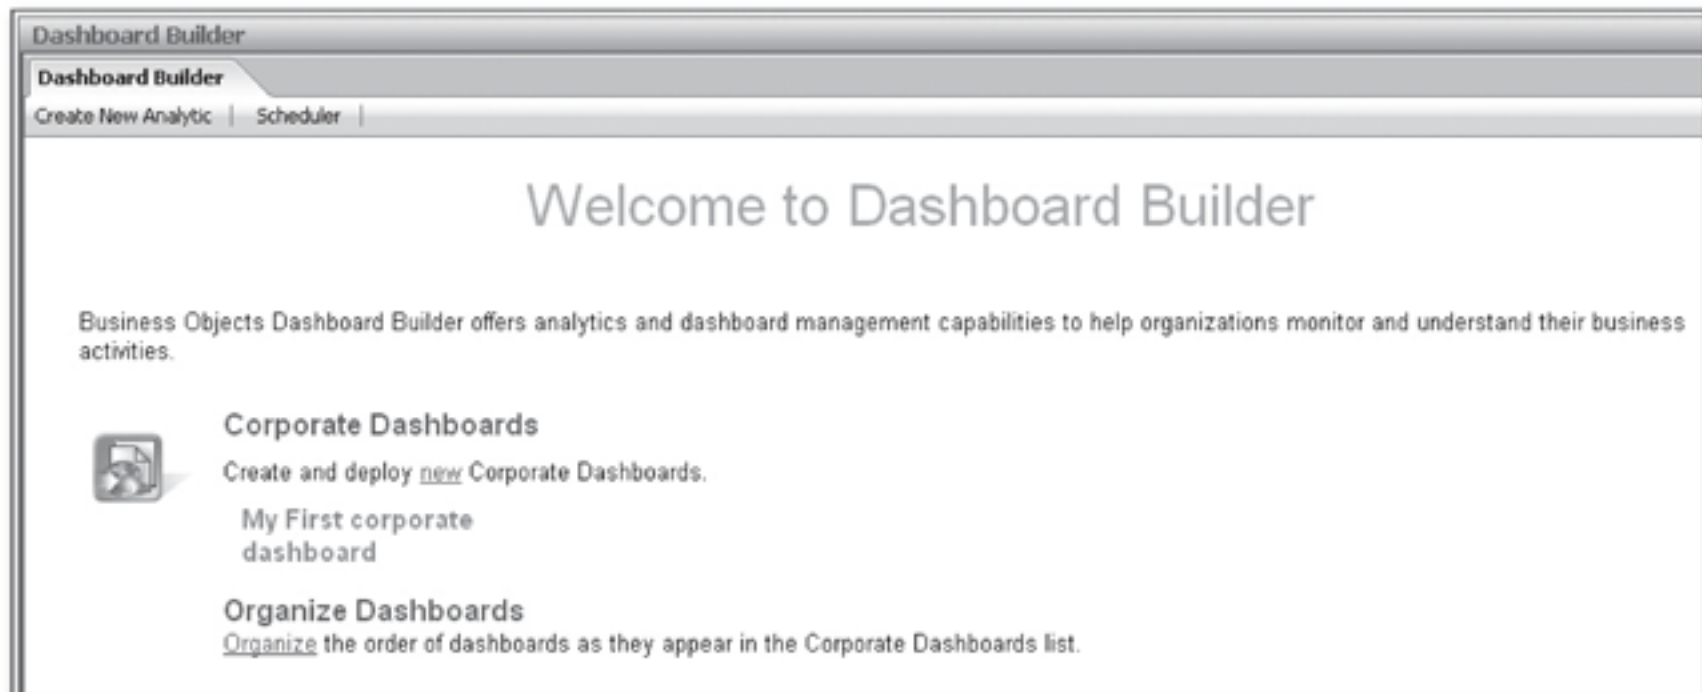 Dashboard Builder
Dashboard Builder
Create New Analytic | Scheduler |
Welcome to Dashboard Builder
Business Objects Dashboard Builder offers analytics and dashboard management capabilities to help organizations monitor and understand their business
activities.
Corporate Dashboards
Create and deploy new Corporate Dashboards.
My First corporate
dashboard
Organize Dashboards
Organize the order of dashboards as they appear in the Corporate Dashboards list.